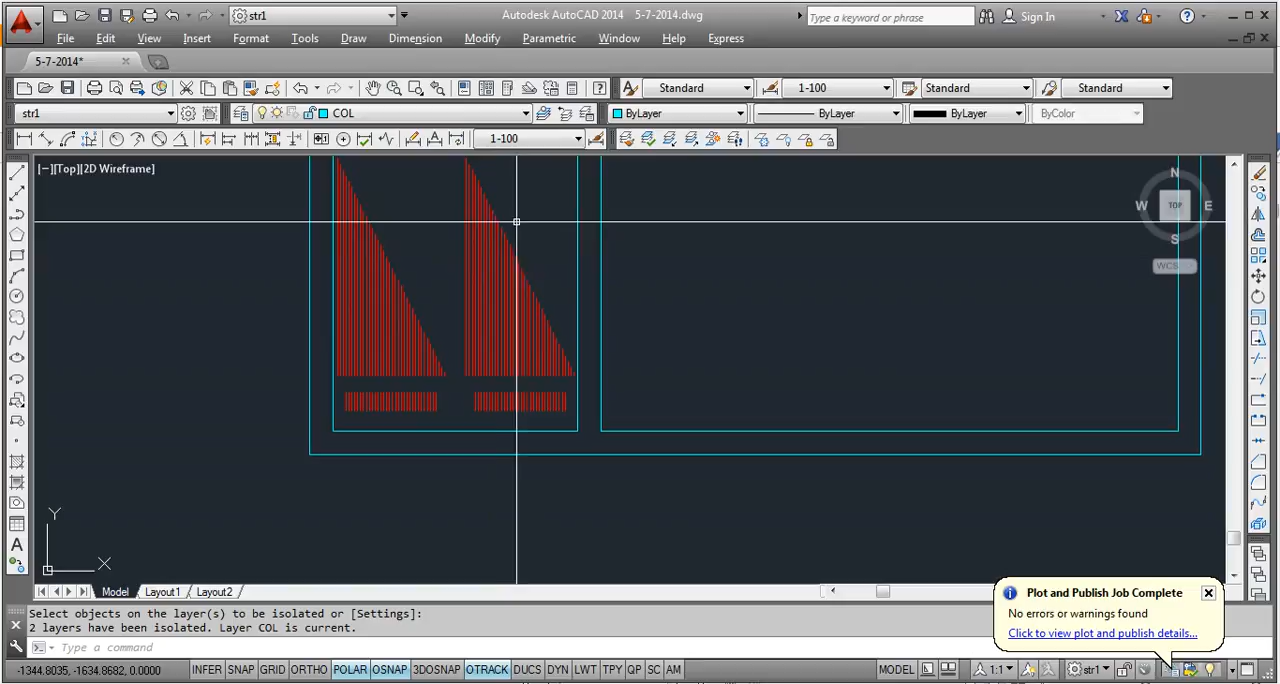 str1
Autodesk AutoCAD 2014 5-7-2014.dwg
Type a keyword or phrase
Sign In
File Edit View Insert Format Tools Draw Dimension Modify Parametric Window Help Express
5-7-2014*
Standard 1-100 Standard Standard
str1 COL ByLayer ByLayer ByLayer ByColor
1-100
[−][Top][2D Wireframe]
N
W TOP E
S
WCS
Y
X
Model Layout1 Layout2
Select objects on the layer(s) to be isolated or [Settings]:
2 layers have been isolated. Layer COL is current.
Type a command
Plot and Publish Job Complete
No errors or warnings found
Click to view plot and publish details...
-1344.8035, -1634.8682, 0.0000 INFER SNAP GRID ORTHO POLAR OSNAP 3DOSNAP OTRACK DUCS DYN LWT TPY QP SC AM MODEL 1:1 str1